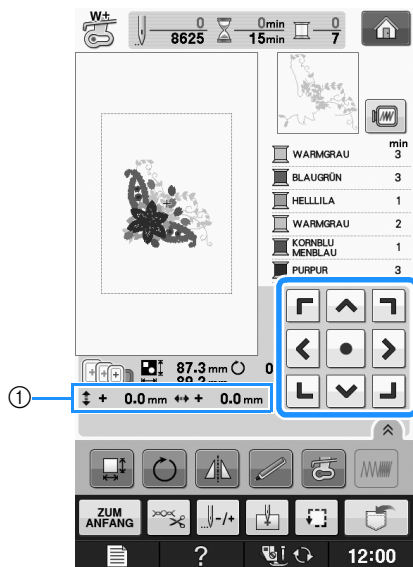 W+
0
8625
0min
15min
0
7
min
WARMGRAU 3
BLAUGRÜN 3
HELLLILA 1
WARMGRAU 2
KORNBLU
MENBLAU 1
PURPUR 3
87.3 mm 0
① + 0.0 mm + 0.0 mm
-/+
ZUM
ANFANG
?
12:00